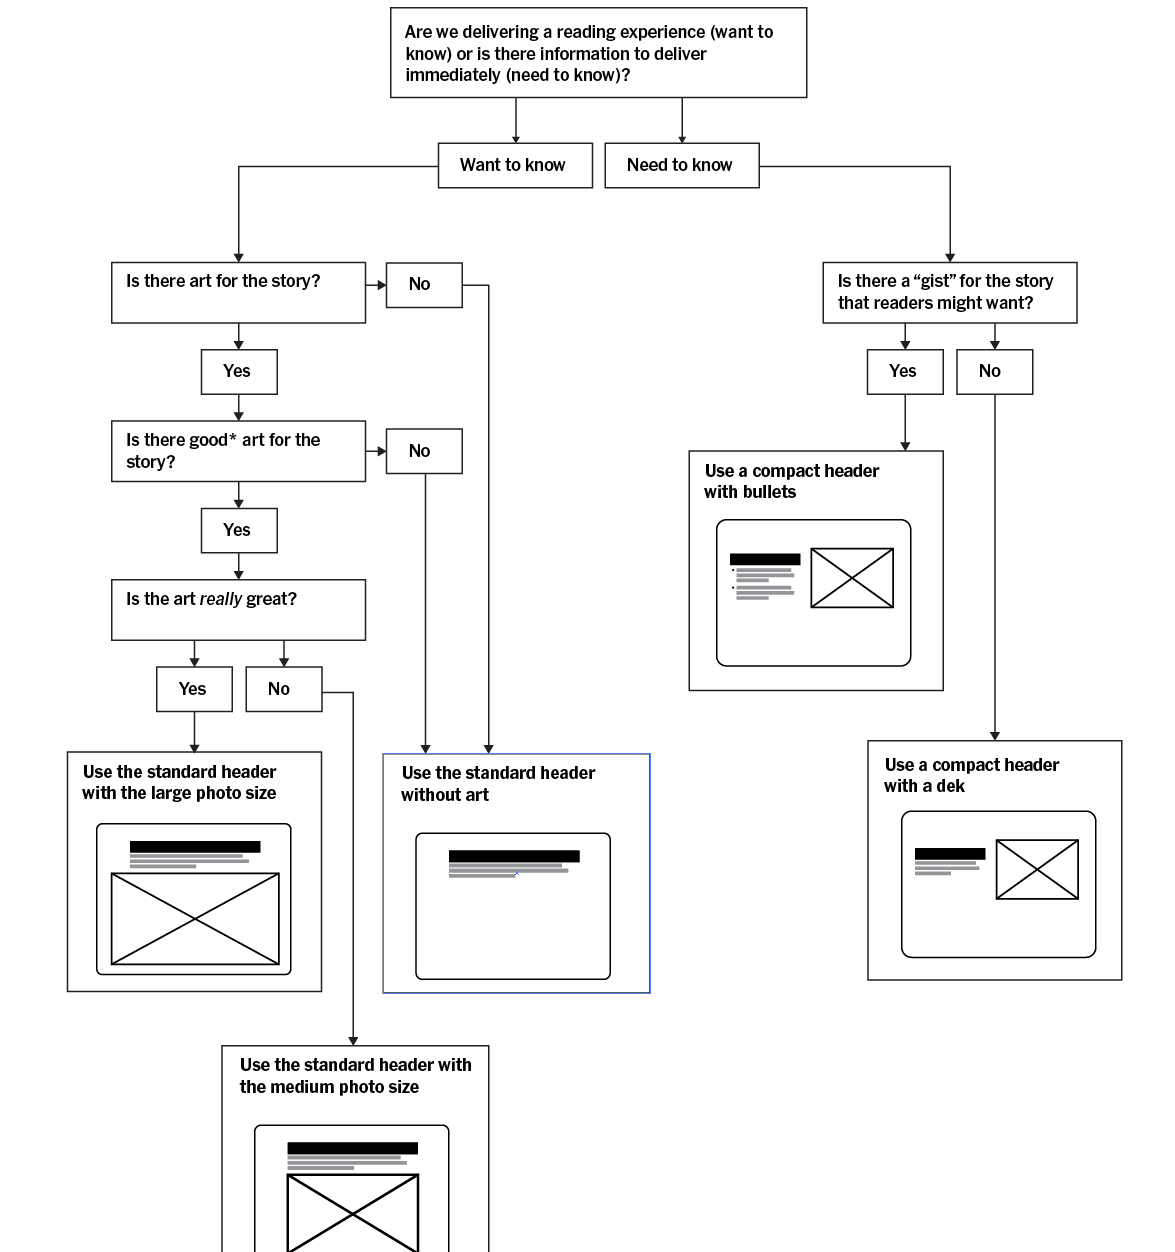 Are we delivering a reading experience (want to
know) or is there information to deliver
immediately (need to know)?
Want to know
Need to know
Is there art for the story?
No
Is there a “gist” for the story
that readers might want?
Yes
Yes
No
Is there good* art for the
story?
No
Use a compact header
with bullets
Yes
Is the art really great?
Yes
No
Use the standard header
with the large photo size
Use the standard header
without art
Use a compact header
with a dek
Use the standard header with
the medium photo size